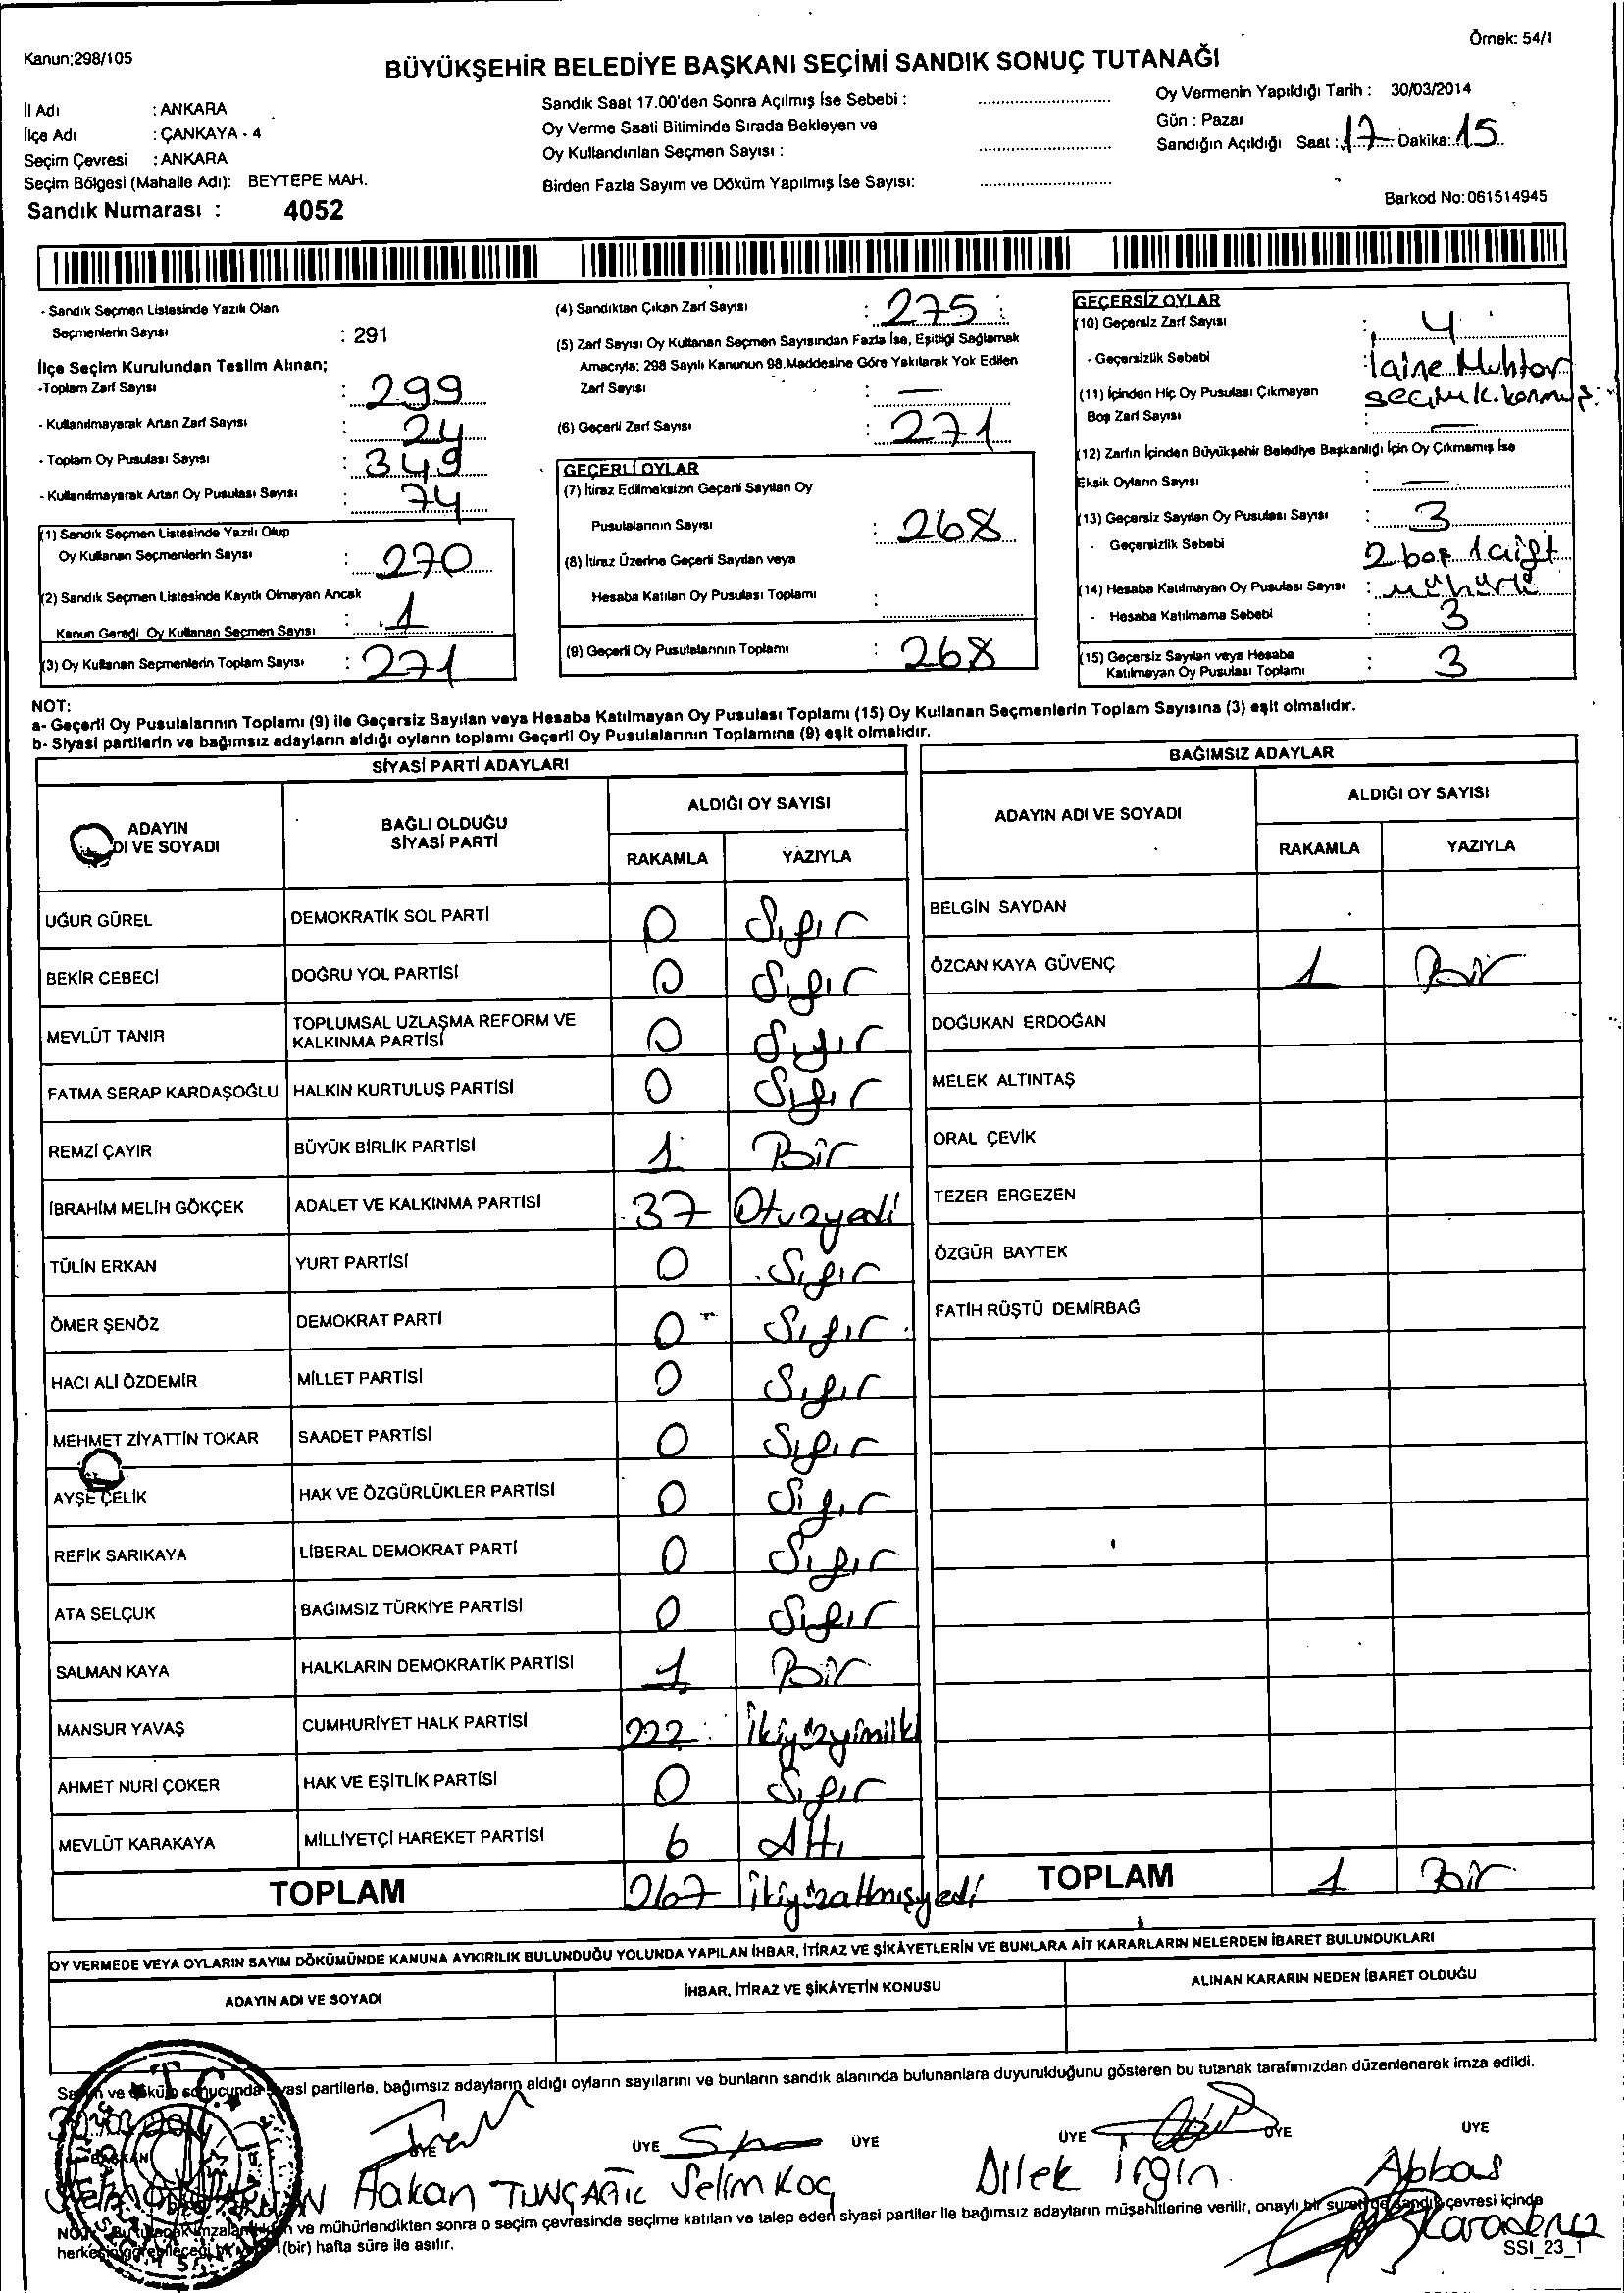 Kanun;298/105
Örnek: 54/1
BÜYÜKŞEHİR BELEDİYE BAŞKANI SEÇİMİ SANDIK SONUÇ TUTANAĞI
İl Adı : ANKARA
İlçe Adı : ÇANKAYA - 4
Seçim Çevresi : ANKARA
Seçim Bölgesi (Mahalle Adı): BEYTEPE MAH.
Sandık Numarası : 4052
Sandık Saat 17.00'den Sonra Açılmış İse Sebebi :
Oy Verme Saati Bitiminde Sırada Bekleyen ve
Oy Kullandırılan Seçmen Sayısı :
Birden Fazla Sayım ve Döküm Yapılmış İse Sayısı:
Oy Vermenin Yapıldığı Tarih : 30/03/2014
Gün : Pazar
Sandığın Açıldığı Saat : 17 Dakika: 15
Barkod No:061514945
- Sandık Seçmen Listesinde Yazılı Olan
Seçmenlerin Sayısı : 291
İlçe Seçim Kurulundan Teslim Alınan;
-Toplam Zarf Sayısı : 299
- Kullanılmayarak Artan Zarf Sayısı : 24
- Toplam Oy Pusulası Sayısı : 349
- Kullanılmayarak Artan Oy Pusulası Sayısı : 74
(1) Sandık Seçmen Listesinde Yazılı Olup
Oy Kullanan Seçmenlerin Sayısı : 270
(2) Sandık Seçmen Listesinde Kayıtlı Olmayan Ancak
Kanun Gereği Oy Kullanan Seçmen Sayısı : 1
(3) Oy Kullanan Seçmenlerin Toplam Sayısı : 271
(4) Sandıktan Çıkan Zarf Sayısı : 275
(5) Zarf Sayısı Oy Kullanan Seçmen Sayısından Fazla İse, Eşitliği Sağlamak
Amacıyla; 298 Sayılı Kanunun 98.Maddesine Göre Yakılarak Yok Edilen
Zarf Sayısı : —
(6) Geçerli Zarf Sayısı : 271
GEÇERLİ OYLAR
(7) İtiraz Edilmeksizin Geçerli Sayılan Oy
Pusulalarının Sayısı : 268
(8) İtiraz Üzerine Geçerli Sayılan veya
Hesaba Katılan Oy Pusulası Toplamı :
(9) Geçerli Oy Pusulalarının Toplamı : 268
GEÇERSİZ OYLAR
(10) Geçersiz Zarf Sayısı : 4
- Geçersizlik Sebebi : 1aine Muhtar
seçim k. konmuş.
(11) İçinden Hiç Oy Pusulası Çıkmayan
Boş Zarf Sayısı : —
(12) Zarfın İçinden Büyükşehir Belediye Başkanlığı İçin Oy Çıkmamış İse
Eksik Oyların Sayısı : —
(13) Geçersiz Sayılan Oy Pusulası Sayısı : 3
- Geçersizlik Sebebi 2 boş 1 çift
(14) Hesaba Katılmayan Oy Pusulası Sayısı : mühürlü
- Hesaba Katılmama Sebebi 3
(15) Geçersiz Sayılan veya Hesaba
Katılmayan Oy Pusulası Toplamı : 3
NOT:
a- Geçerli Oy Pusulalarının Toplamı (9) ile Geçersiz Sayılan veya Hesaba Katılmayan Oy Pusulası Toplamı (15) Oy Kullanan Seçmenlerin Toplam Sayısına (3) eşit olmalıdır.
b- Siyasi partilerin ve bağımsız adayların aldığı oyların toplamı Geçerli Oy Pusulalarının Toplamına (9) eşit olmalıdır.
SİYASİ PARTİ ADAYLARI
ADAYIN
DI VE SOYADI
BAĞLI OLDUĞU
SİYASİ PARTİ
ALDIĞI OY SAYISI
RAKAMLA YAZIYLA
UĞUR GÜREL DEMOKRATİK SOL PARTİ 0 Sıfır
BEKİR CEBECİ DOĞRU YOL PARTİSİ 0 Sıfır
MEVLÜT TANIR TOPLUMSAL UZLAŞMA REFORM VE
KALKINMA PARTİSİ 0 Sıfır
FATMA SERAP KARDAŞOĞLU HALKIN KURTULUŞ PARTİSİ 0 Sıfır
REMZİ ÇAYIR BÜYÜK BİRLİK PARTİSİ 1 Bir
İBRAHİM MELİH GÖKÇEK ADALET VE KALKINMA PARTİSİ 37 Otuzyedi
TÜLİN ERKAN YURT PARTİSİ 0 Sıfır
ÖMER ŞENÖZ DEMOKRAT PARTİ 0 Sıfır
HACI ALİ ÖZDEMİR MİLLET PARTİSİ 0 Sıfır
MEHMET ZİYATTİN TOKAR SAADET PARTİSİ 0 Sıfır
AYŞE ÇELİK HAK VE ÖZGÜRLÜKLER PARTİSİ 0 Sıfır
REFİK SARIKAYA LİBERAL DEMOKRAT PARTİ 0 Sıfır
ATA SELÇUK BAĞIMSIZ TÜRKİYE PARTİSİ 0 Sıfır
SALMAN KAYA HALKLARIN DEMOKRATİK PARTİSİ 1 Bir
MANSUR YAVAŞ CUMHURİYET HALK PARTİSİ 222 İkiyüzyimiiki
AHMET NURİ ÇOKER HAK VE EŞİTLİK PARTİSİ 0 Sıfır
MEVLÜT KARAKAYA MİLLİYETÇİ HAREKET PARTİSİ 6 Altı
TOPLAM 267 İkiyüzaltmışyedi
BAĞIMSIZ ADAYLAR
ADAYIN ADI VE SOYADI
ALDIĞI OY SAYISI
RAKAMLA YAZIYLA
BELGİN SAYDAN
ÖZCAN KAYA GÜVENÇ 1 Bir
DOĞUKAN ERDOĞAN
MELEK ALTINTAŞ
ORAL ÇEVİK
TEZER ERGEZEN
ÖZGÜR BAYTEK
FATİH RÜŞTÜ DEMİRBAĞ
TOPLAM 1 Bir
OY VERMEDE VEYA OYLARIN SAYIM DÖKÜMÜNDE KANUNA AYKIRILIK BULUNDUĞU YOLUNDA YAPILAN İHBAR, İTİRAZ VE ŞİKÂYETLERİN VE BUNLARA AİT KARARLARIN NELERDEN İBARET BULUNDUKLARI
ADAYIN ADI VE SOYADI İHBAR, İTİRAZ VE ŞİKÂYETİN KONUSU ALINAN KARARIN NEDEN İBARET OLDUĞU
T.C.
ve sonucunda siyasi partilerle, bağımsız adayların aldığı oyların sayılarını ve bunların sandık alanında bulunanlara duyurulduğunu gösteren bu tutanak tarafımızdan düzenlenerek imza edildi.
30/03/2014
BAŞKAN ÜYE ÜYE ÜYE ÜYE ÜYE ÜYE
Hakan TUNÇ Selim Koç Dilek İrgin Abbas
Karadeniz
ve mühürlendikten sonra o seçim çevresinde seçime katılan ve talep eden siyasi partiler ile bağımsız adayların müşahitlerine verilir, onaylı bir sureti de sandık çevresi içinde
(bir) hafta süre ile asılır.
SSI_23_1